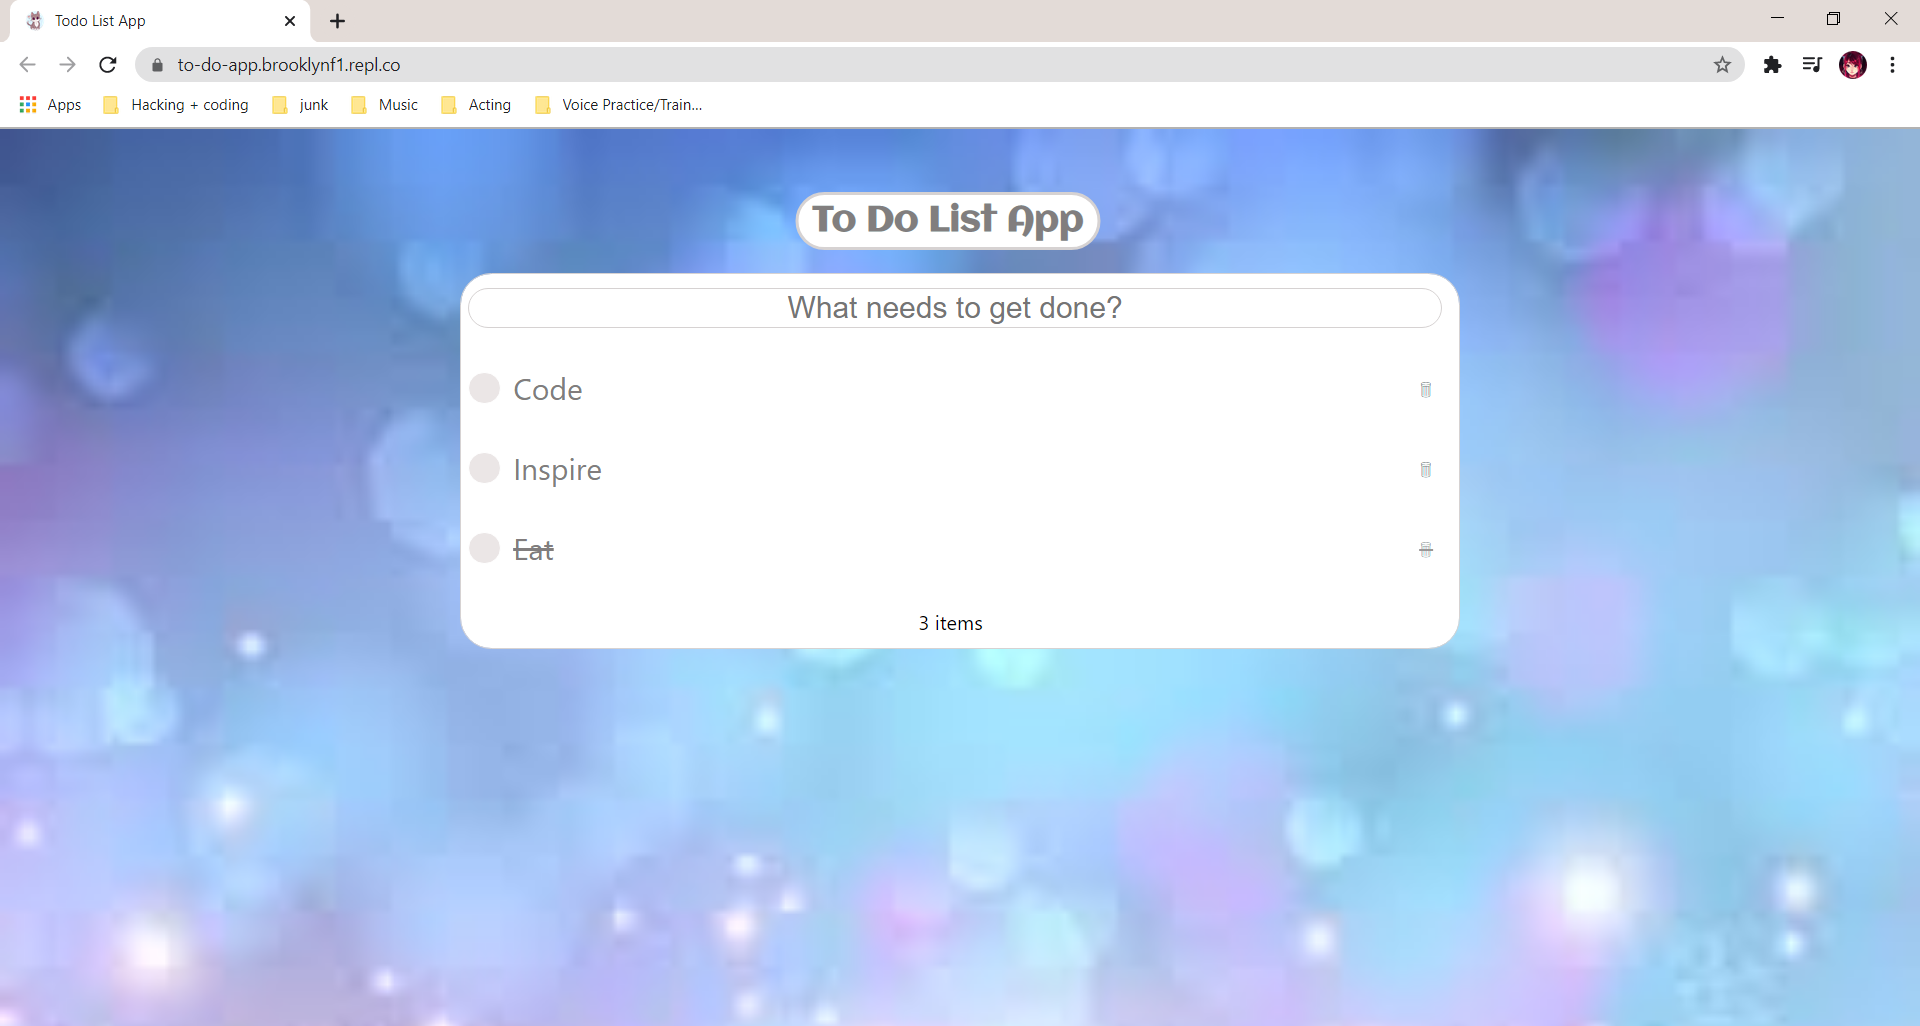 Todo List App
to-do-app.brooklynf1.repl.co
Apps Hacking + coding junk Music Acting Voice Practice/Train...
To Do List App
What needs to get done?
Code
Inspire
Eat
3 items